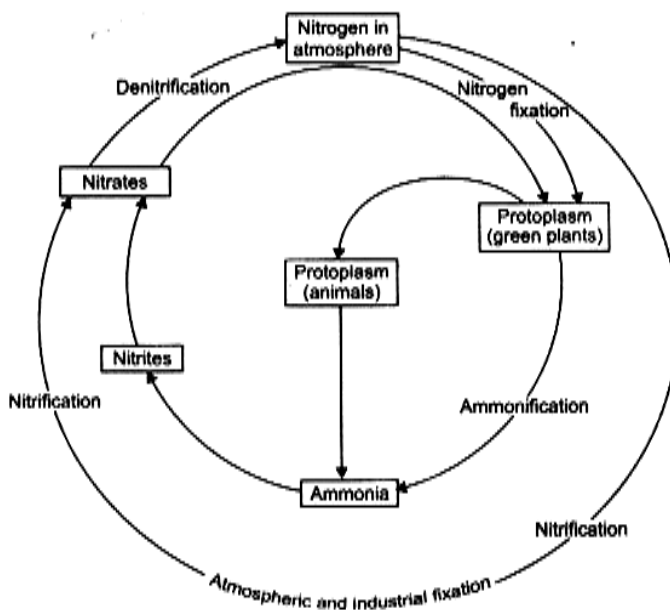 Nitrogen in
atmosphere
Denitrification
Nitrogen
fixation
Nitrates
Protoplasm
(green plants)
Protoplasm
(animals)
Nitrites
Nitrification
Ammonification
Ammonia
Nitrification
Atmospheric and industrial fixation